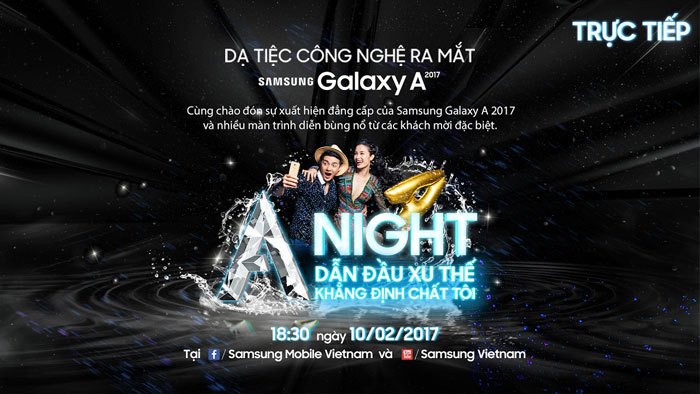 TRỰC TIẾP
DẠ TIỆC CÔNG NGHỆ RA MẮT
SAMSUNG Galaxy A 2017
Cùng chào đón sự xuất hiện đẳng cấp của Samsung Galaxy A 2017
và nhiều màn trình diễn bùng nổ từ các khách mời đặc biệt.
A NIGHT
DẪN ĐẦU XU THẾ
KHẲNG ĐỊNH CHẤT TÔI
18:30 ngày 10/02/2017
Tại f / Samsung Mobile Vietnam và / Samsung Vietnam